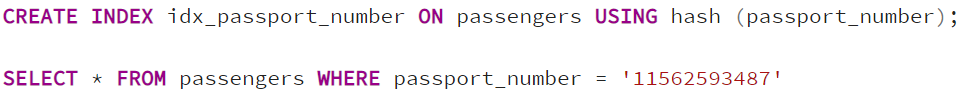 CREATE INDEX idx_passport_number ON passengers USING hash (passport_number);
SELECT * FROM passengers WHERE passport_number = '11562593487'